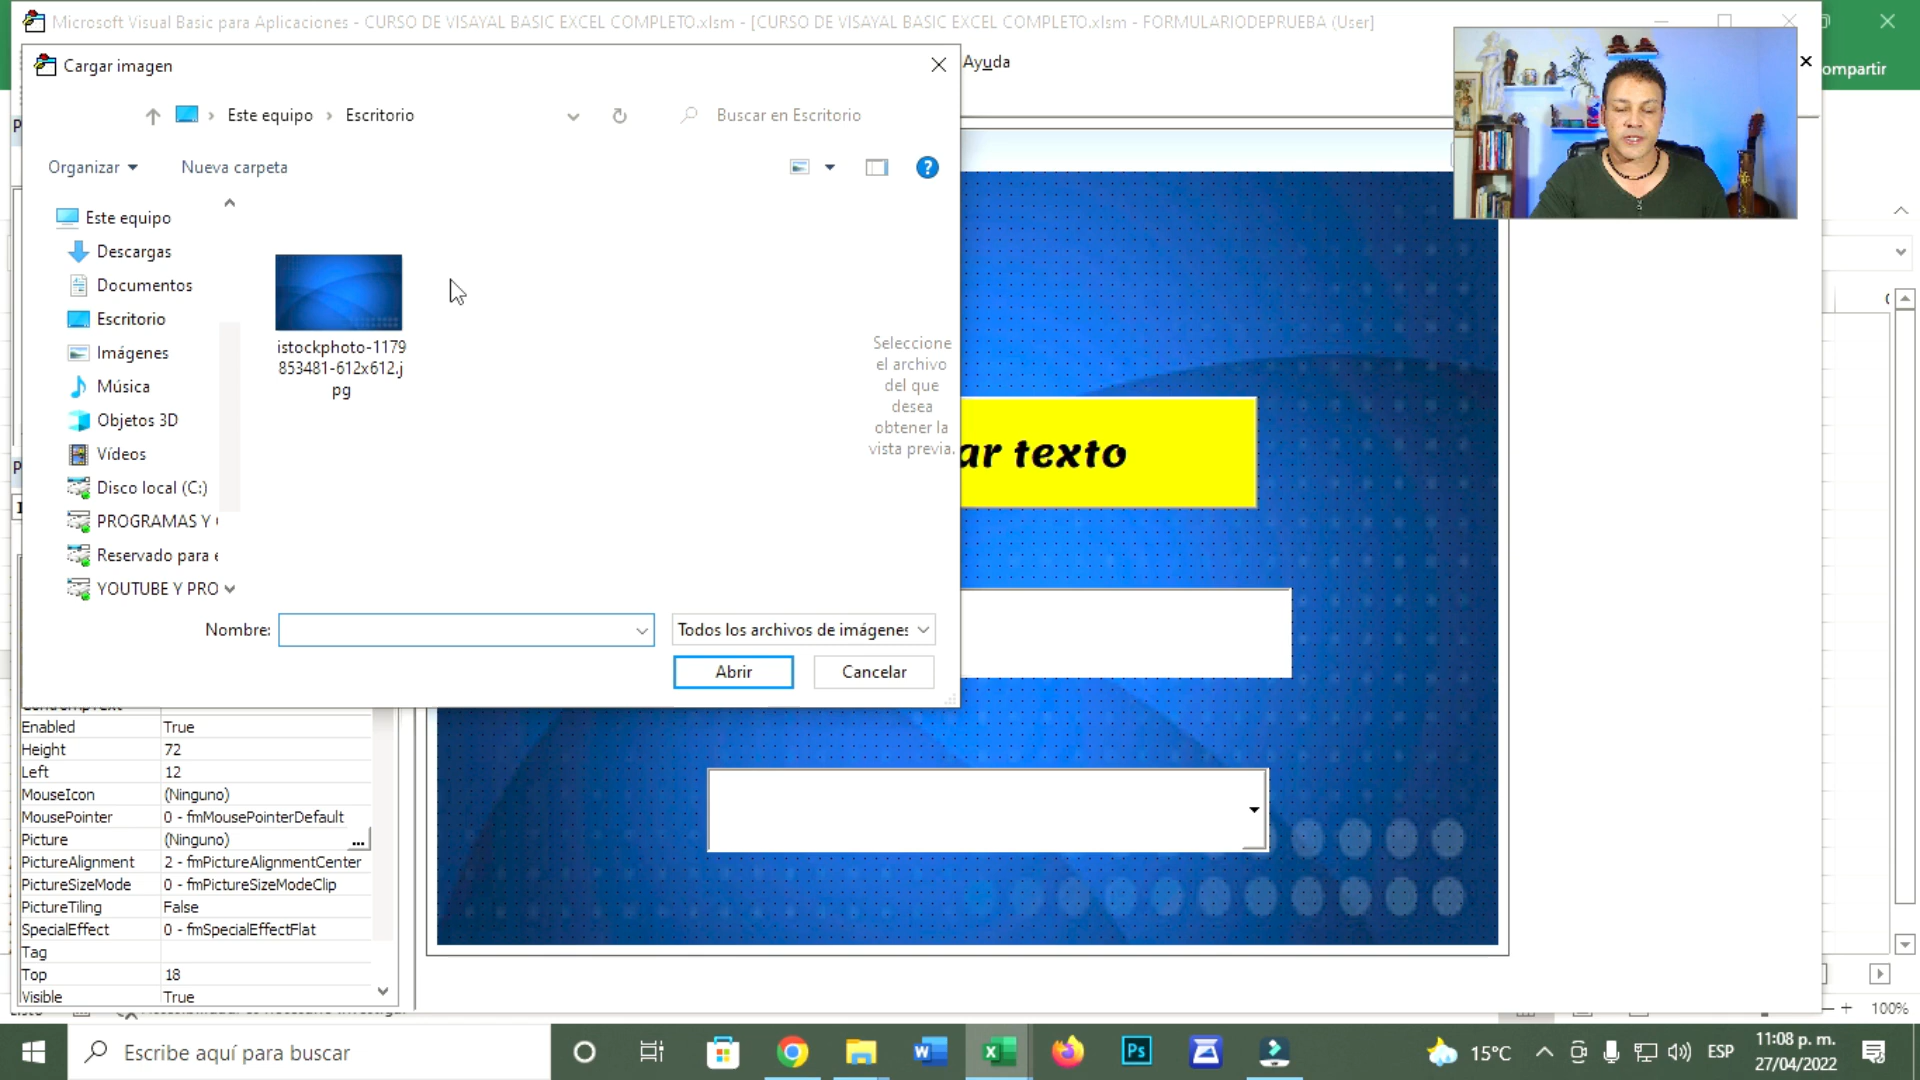 Microsoft Visual Basic para Aplicaciones - CURSO DE VISAYAL BASIC EXCEL COMPLETO.xlsm - [CURSO DE VISAYAL BASIC EXCEL COMPLETO.xlsm - FORMULARIODEPRUEBA (User]
Cargar imagen
Ayuda
ompartir
Este equipo › Escritorio
Buscar en Escritorio
Organizar
Nueva carpeta
Este equipo
Descargas
Documentos
Escritorio
Imágenes
Música
Objetos 3D
Vídeos
Disco local (C:)
PROGRAMAS Y
Reservado para e
YOUTUBE Y PRO
istockphoto-1179
853481-612x612.j
pg
Seleccione
el archivo
del que
desea
obtener la
vista previa.
ar texto
Nombre:
Todos los archivos de imágenes
Abrir
Cancelar
Enabled True
Height 72
Left 12
MouseIcon (Ninguno)
MousePointer 0 - fmMousePointerDefault
Picture (Ninguno) ...
PictureAlignment 2 - fmPictureAlignmentCenter
PictureSizeMode 0 - fmPictureSizeModeClip
PictureTiling False
SpecialEffect 0 - fmSpecialEffectFlat
Tag
Top 18
Visible True
100%
Escribe aquí para buscar
15°C
ESP
11:08 p. m.
27/04/2022